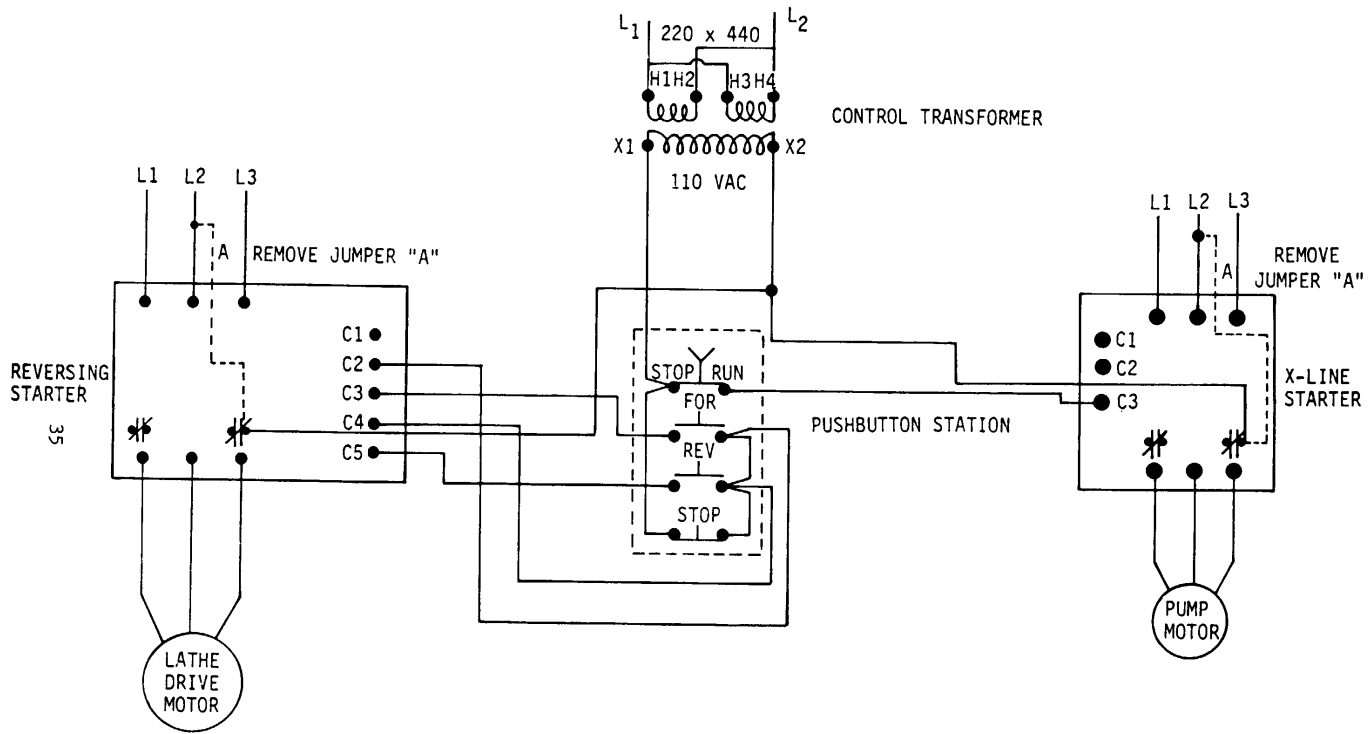 L1 220 x 440 L2
H1 H2 H3 H4
CONTROL TRANSFORMER
X1 X2
110 VAC
L1 L2 L3
A REMOVE JUMPER "A"
REVERSING
STARTER
35
C1
C2
C3
C4
C5
LATHE
DRIVE
MOTOR
STOP RUN
FOR
REV
STOP
PUSHBUTTON STATION
L1 L2 L3
A
REMOVE
JUMPER "A"
C1
C2
C3
X-LINE
STARTER
PUMP
MOTOR